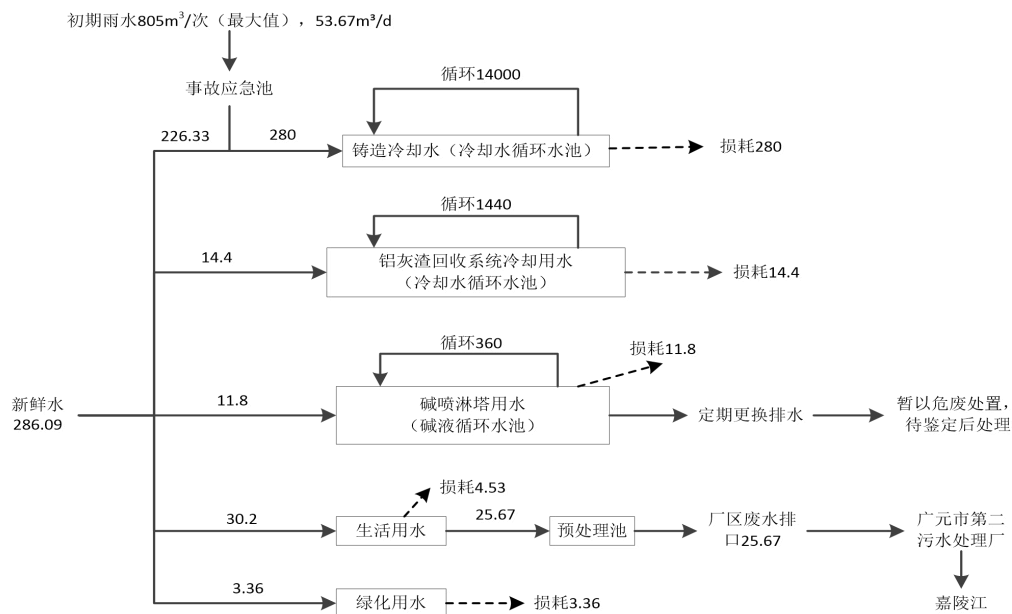 初期雨水805m³/次（最大值），53.67m³/d
事故应急池
循环14000
226.33
280
铸造冷却水（冷却水循环水池）
损耗280
循环1440
14.4
铝灰渣回收系统冷却用水
（冷却水循环水池）
损耗14.4
循环360
损耗11.8
新鲜水
286.09
11.8
碱喷淋塔用水
（碱液循环水池）
定期更换排水
暂以危废处置，
待鉴定后处理
损耗4.53
30.2
生活用水
25.67
预处理池
厂区废水排
口25.67
广元市第二
污水处理厂
3.36
绿化用水
损耗3.36
嘉陵江